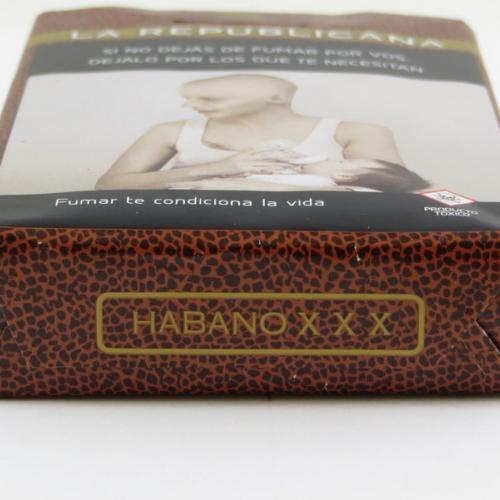 LA REPUBLICANA
SI NO DEJÁS DE FUMAR POR VOS,
DEJALO POR LOS QUE TE NECESITAN
Fumar te condiciona la vida
PRODUCTO
TÓXICO
HABANO X X X